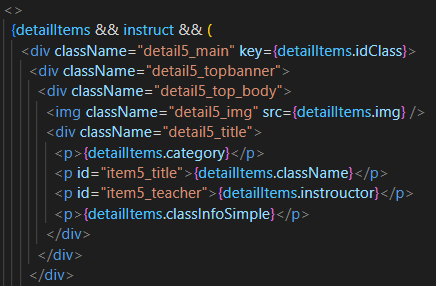 <>
{detailItems && instruct && (
<div className="detail5_main" key={detailItems.idClass}>
<div className="detail5_topbanner">
<div className="detail5_top_body">
<img className="detail5_img" src={detailItems.img} />
<div className="detail5_title">
<p>{detailItems.category}</p>
<p id="item5_title">{detailItems.className}</p>
<p id="item5_teacher">{detailItems.instrouctor}</p>
<p>{detailItems.classInfoSimple}</p>
</div>
</div>
</div>